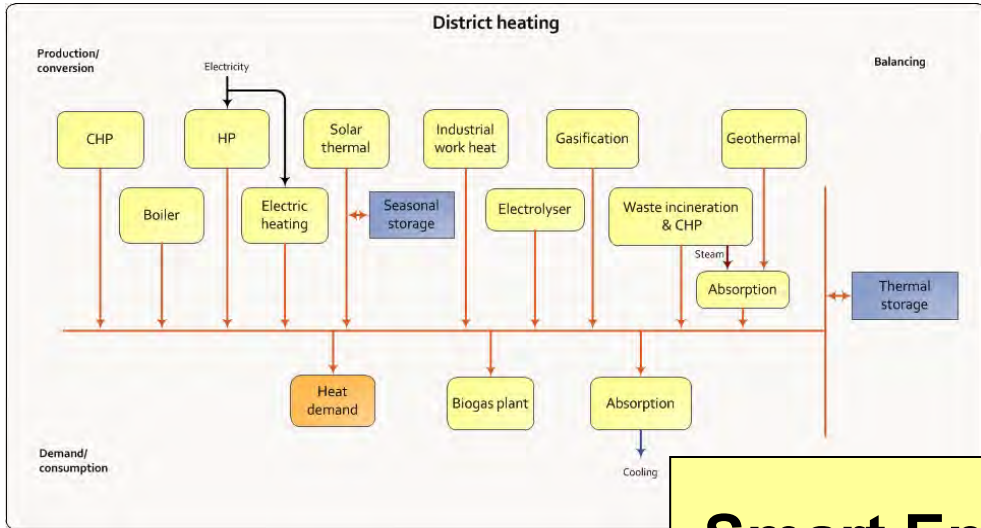 District heating
Production/
conversion
Balancing
Electricity
CHP
HP
Solar
thermal
Industrial
work heat
Gasification
Geothermal
Boiler
Electric
heating
Seasonal
storage
Electrolyser
Waste incineration
& CHP
Steam
Absorption
Thermal
storage
Heat
demand
Biogas plant
Absorption
Cooling
Demand/
consumption